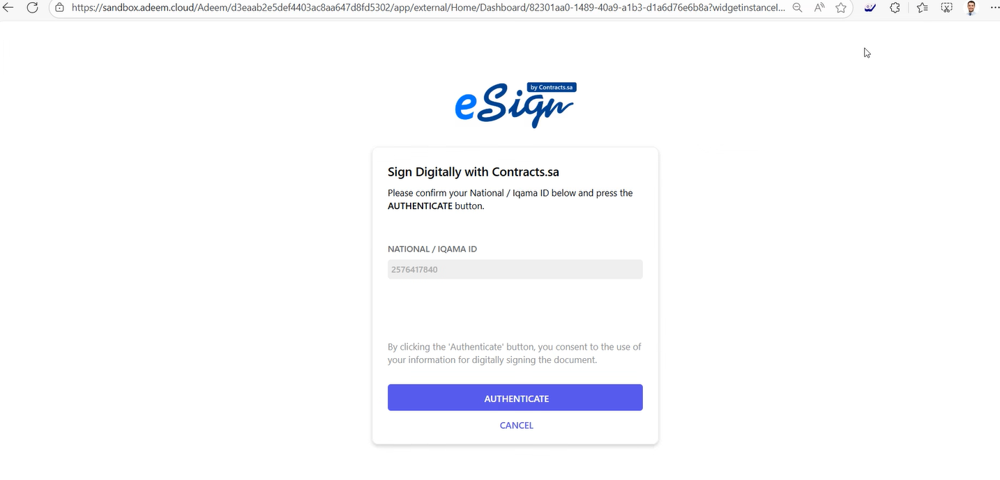 https://sandbox.adeem.cloud/Adeem/d3eaab2e5def4403ac8aa647d8fd5302/app/external/Home/Dashboard/82301aa0-1489-40a9-a1b3-d1a6d76e6b8a?widgetinstanceI...
by Contracts.sa
eSign
Sign Digitally with Contracts.sa
Please confirm your National / Iqama ID below and press the
AUTHENTICATE button.
NATIONAL / IQAMA ID
2576417840
By clicking the 'Authenticate' button, you consent to the use of
your information for digitally signing the document.
AUTHENTICATE
CANCEL